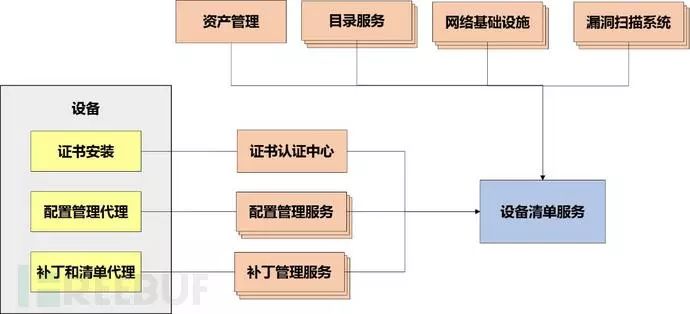 资产管理
目录服务
网络基础设施
漏洞扫描系统
设备
证书安装
证书认证中心
配置管理代理
配置管理服务
设备清单服务
补丁和清单代理
补丁管理服务
REEBUF